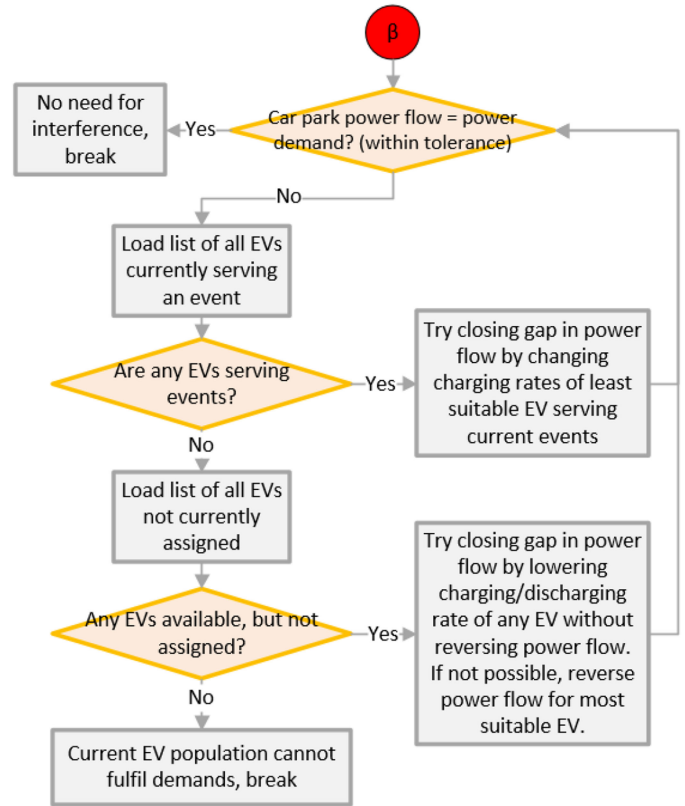 β
Car park power flow = power
demand? (within tolerance)
Yes
No need for
interference,
break
No
Load list of all EVs
currently serving
an event
Are any EVs serving
events?
Yes
Try closing gap in power
flow by changing
charging rates of least
suitable EV serving
current events
No
Load list of all EVs
not currently
assigned
Any EVs available, but not
assigned?
Yes
Try closing gap in power
flow by lowering
charging/discharging
rate of any EV without
reversing power flow.
If not possible, reverse
power flow for most
suitable EV.
No
Current EV population cannot
fulfil demands, break